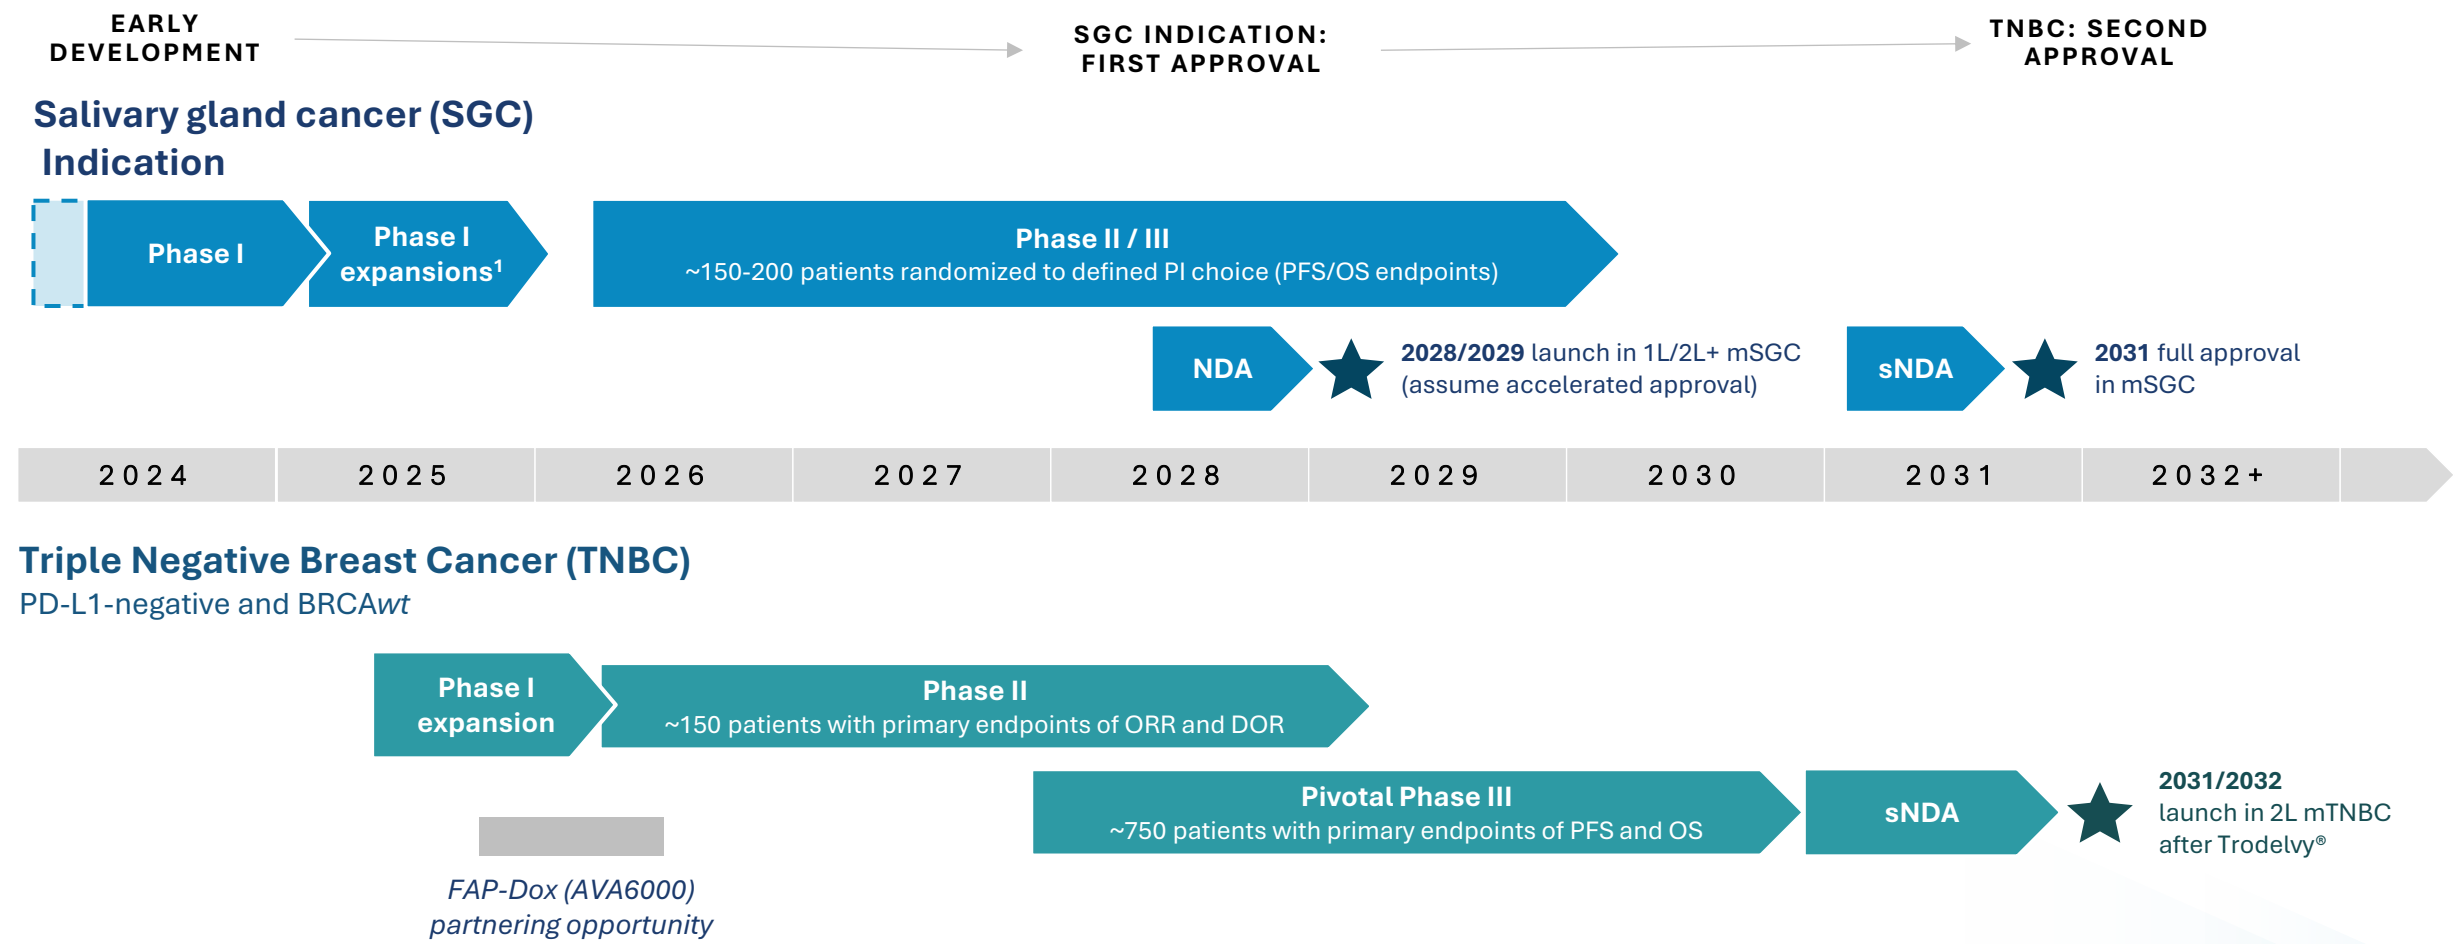 EARLY
DEVELOPMENT
SGC INDICATION:
FIRST APPROVAL
TNBC: SECOND
APPROVAL
Salivary gland cancer (SGC)
Indication
Phase I
Phase I
expansions¹
Phase II / III
~150-200 patients randomized to defined PI choice (PFS/OS endpoints)
NDA
2028/2029 launch in 1L/2L+ mSGC
(assume accelerated approval)
sNDA
2031 full approval
in mSGC
2024 2025 2026 2027 2028 2029 2030 2031 2032+
Triple Negative Breast Cancer (TNBC)
PD-L1-negative and BRCAwt
Phase I
expansion
Phase II
~150 patients with primary endpoints of ORR and DOR
Pivotal Phase III
~750 patients with primary endpoints of PFS and OS
sNDA
2031/2032
launch in 2L mTNBC
after Trodelvy®
FAP-Dox (AVA6000)
partnering opportunity